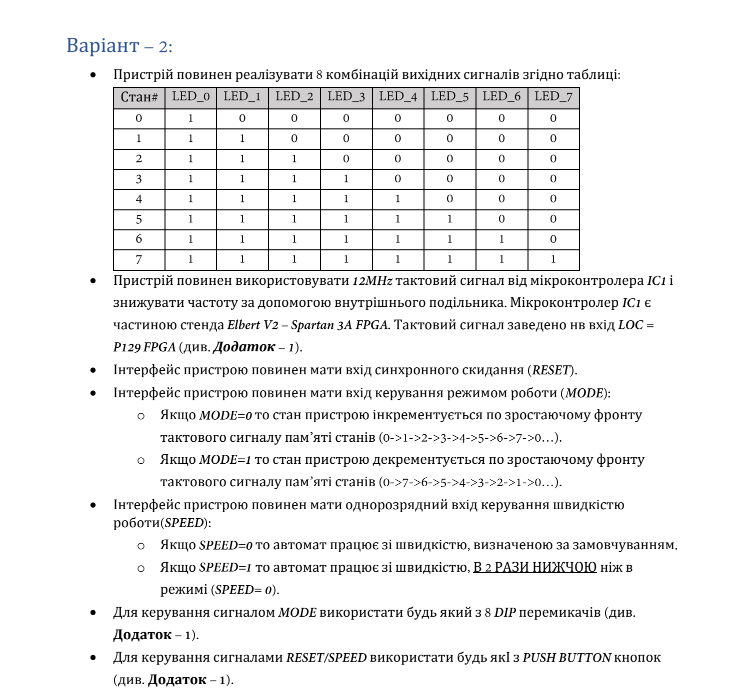 Варіант – 2:
• Пристрій повинен реалізувати 8 комбінацій вихідних сигналів згідно таблиці:
Стан# LED_0 LED_1 LED_2 LED_3 LED_4 LED_5 LED_6 LED_7
0 1 0 0 0 0 0 0 0
1 1 1 0 0 0 0 0 0
2 1 1 1 0 0 0 0 0
3 1 1 1 1 0 0 0 0
4 1 1 1 1 1 0 0 0
5 1 1 1 1 1 1 0 0
6 1 1 1 1 1 1 1 0
7 1 1 1 1 1 1 1 1
• Пристрій повинен використовувати 12MHz тактовий сигнал від мікроконтролера IC1 і
знижувати частоту за допомогою внутрішнього подільника. Мікроконтролер IC1 є
частиною стенда Elbert V2 – Spartan 3A FPGA. Тактовий сигнал заведено нв вхід LOC =
P129 FPGA (див. Додаток – 1).
• Інтерфейс пристрою повинен мати вхід синхронного скидання (RESET).
• Інтерфейс пристрою повинен мати вхід керування режимом роботи (MODE):
o Якщо MODE=0 то стан пристрою інкрементується по зростаючому фронту
тактового сигналу пам’яті станів (0->1->2->3->4->5->6->7->0…).
o Якщо MODE=1 то стан пристрою декрементується по зростаючому фронту
тактового сигналу пам’яті станів (0->7->6->5->4->3->2->1->0…).
• Інтерфейс пристрою повинен мати однорозрядний вхід керування швидкістю
роботи(SPEED):
o Якщо SPEED=0 то автомат працює зі швидкістю, визначеною за замовчуванням.
o Якщо SPEED=1 то автомат працює зі швидкістю, В 2 РАЗИ НИЖЧОЮ ніж в
режимі (SPEED= 0).
• Для керування сигналом MODE використати будь який з 8 DIP перемикачів (див.
Додаток – 1).
• Для керування сигналами RESET/SPEED використати будь якІ з PUSH BUTTON кнопок
(див. Додаток – 1).